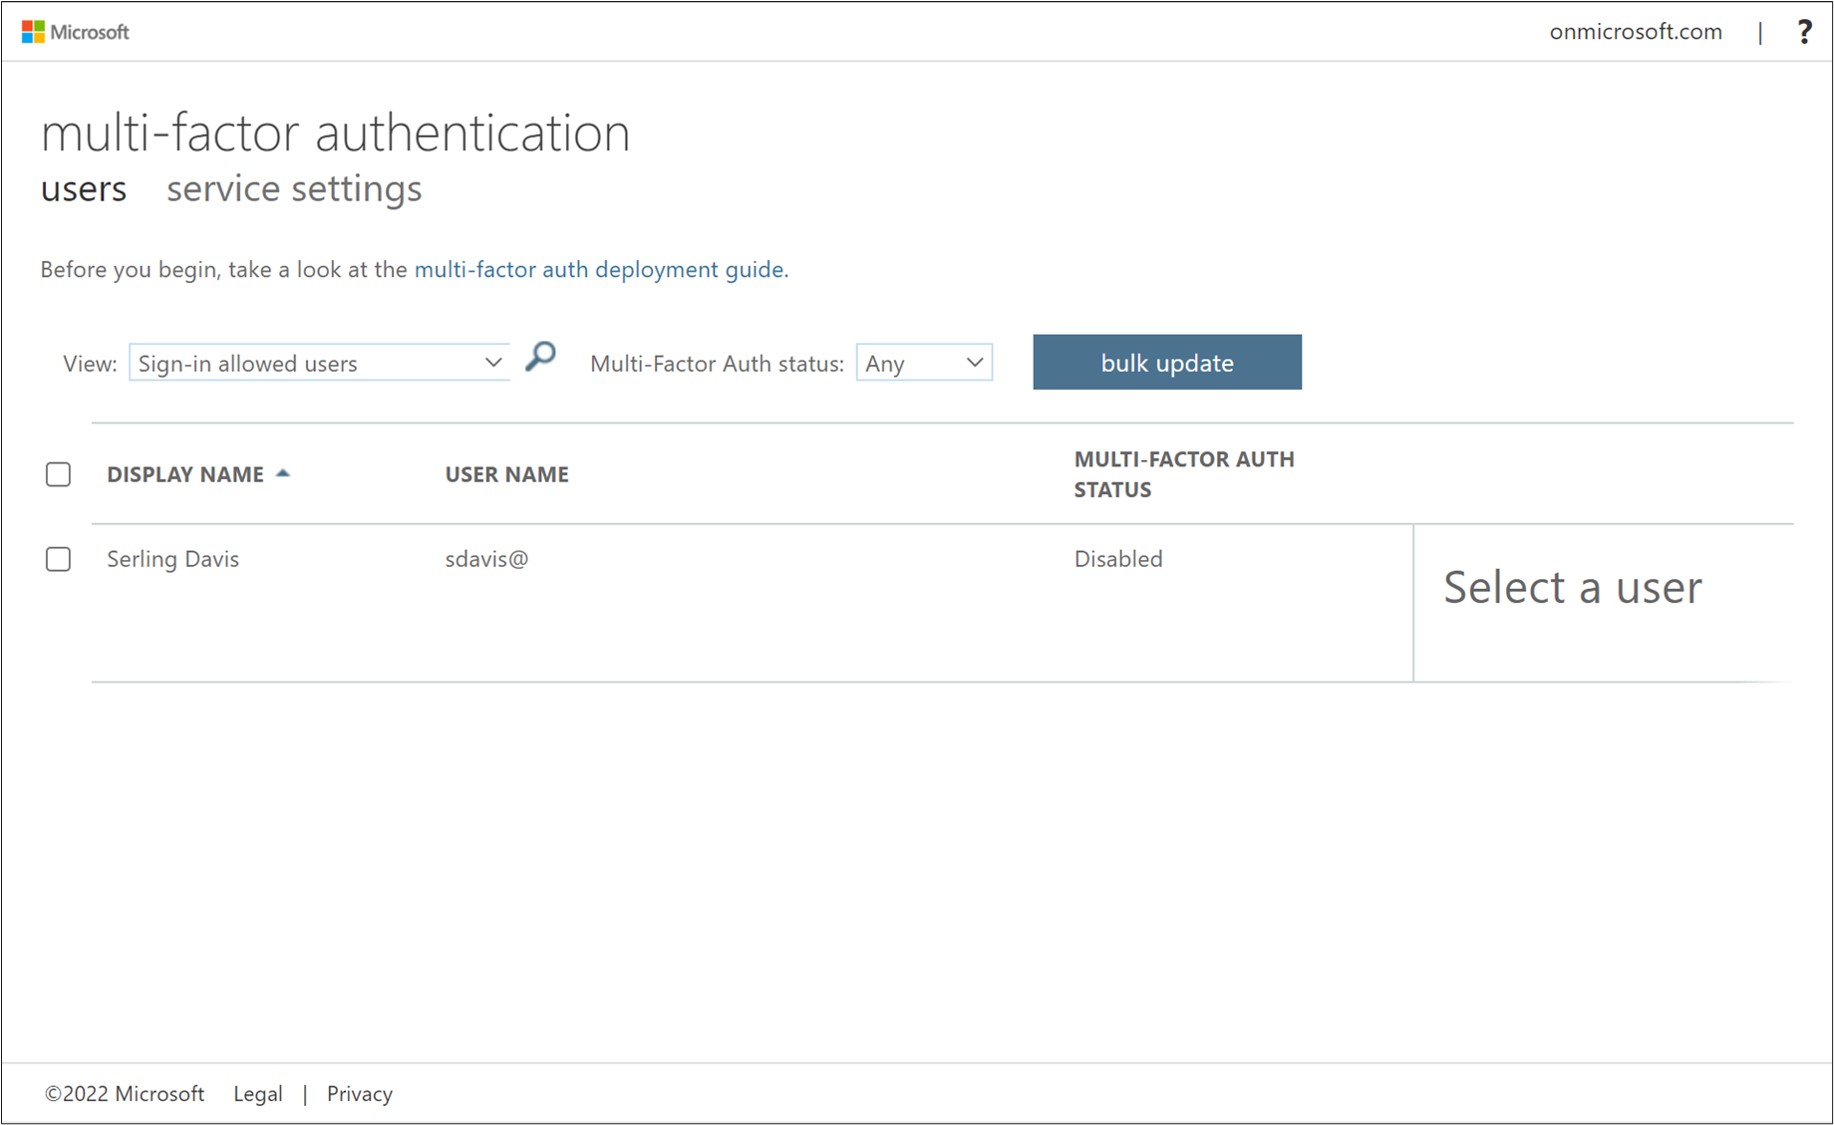 Microsoft
onmicrosoft.com | ?
multi-factor authentication
users service settings
Before you begin, take a look at the multi-factor auth deployment guide.
View: Sign-in allowed users Multi-Factor Auth status: Any bulk update
DISPLAY NAME USER NAME MULTI-FACTOR AUTH
STATUS
Serling Davis sdavis@ Disabled
Select a user
©2022 Microsoft Legal | Privacy